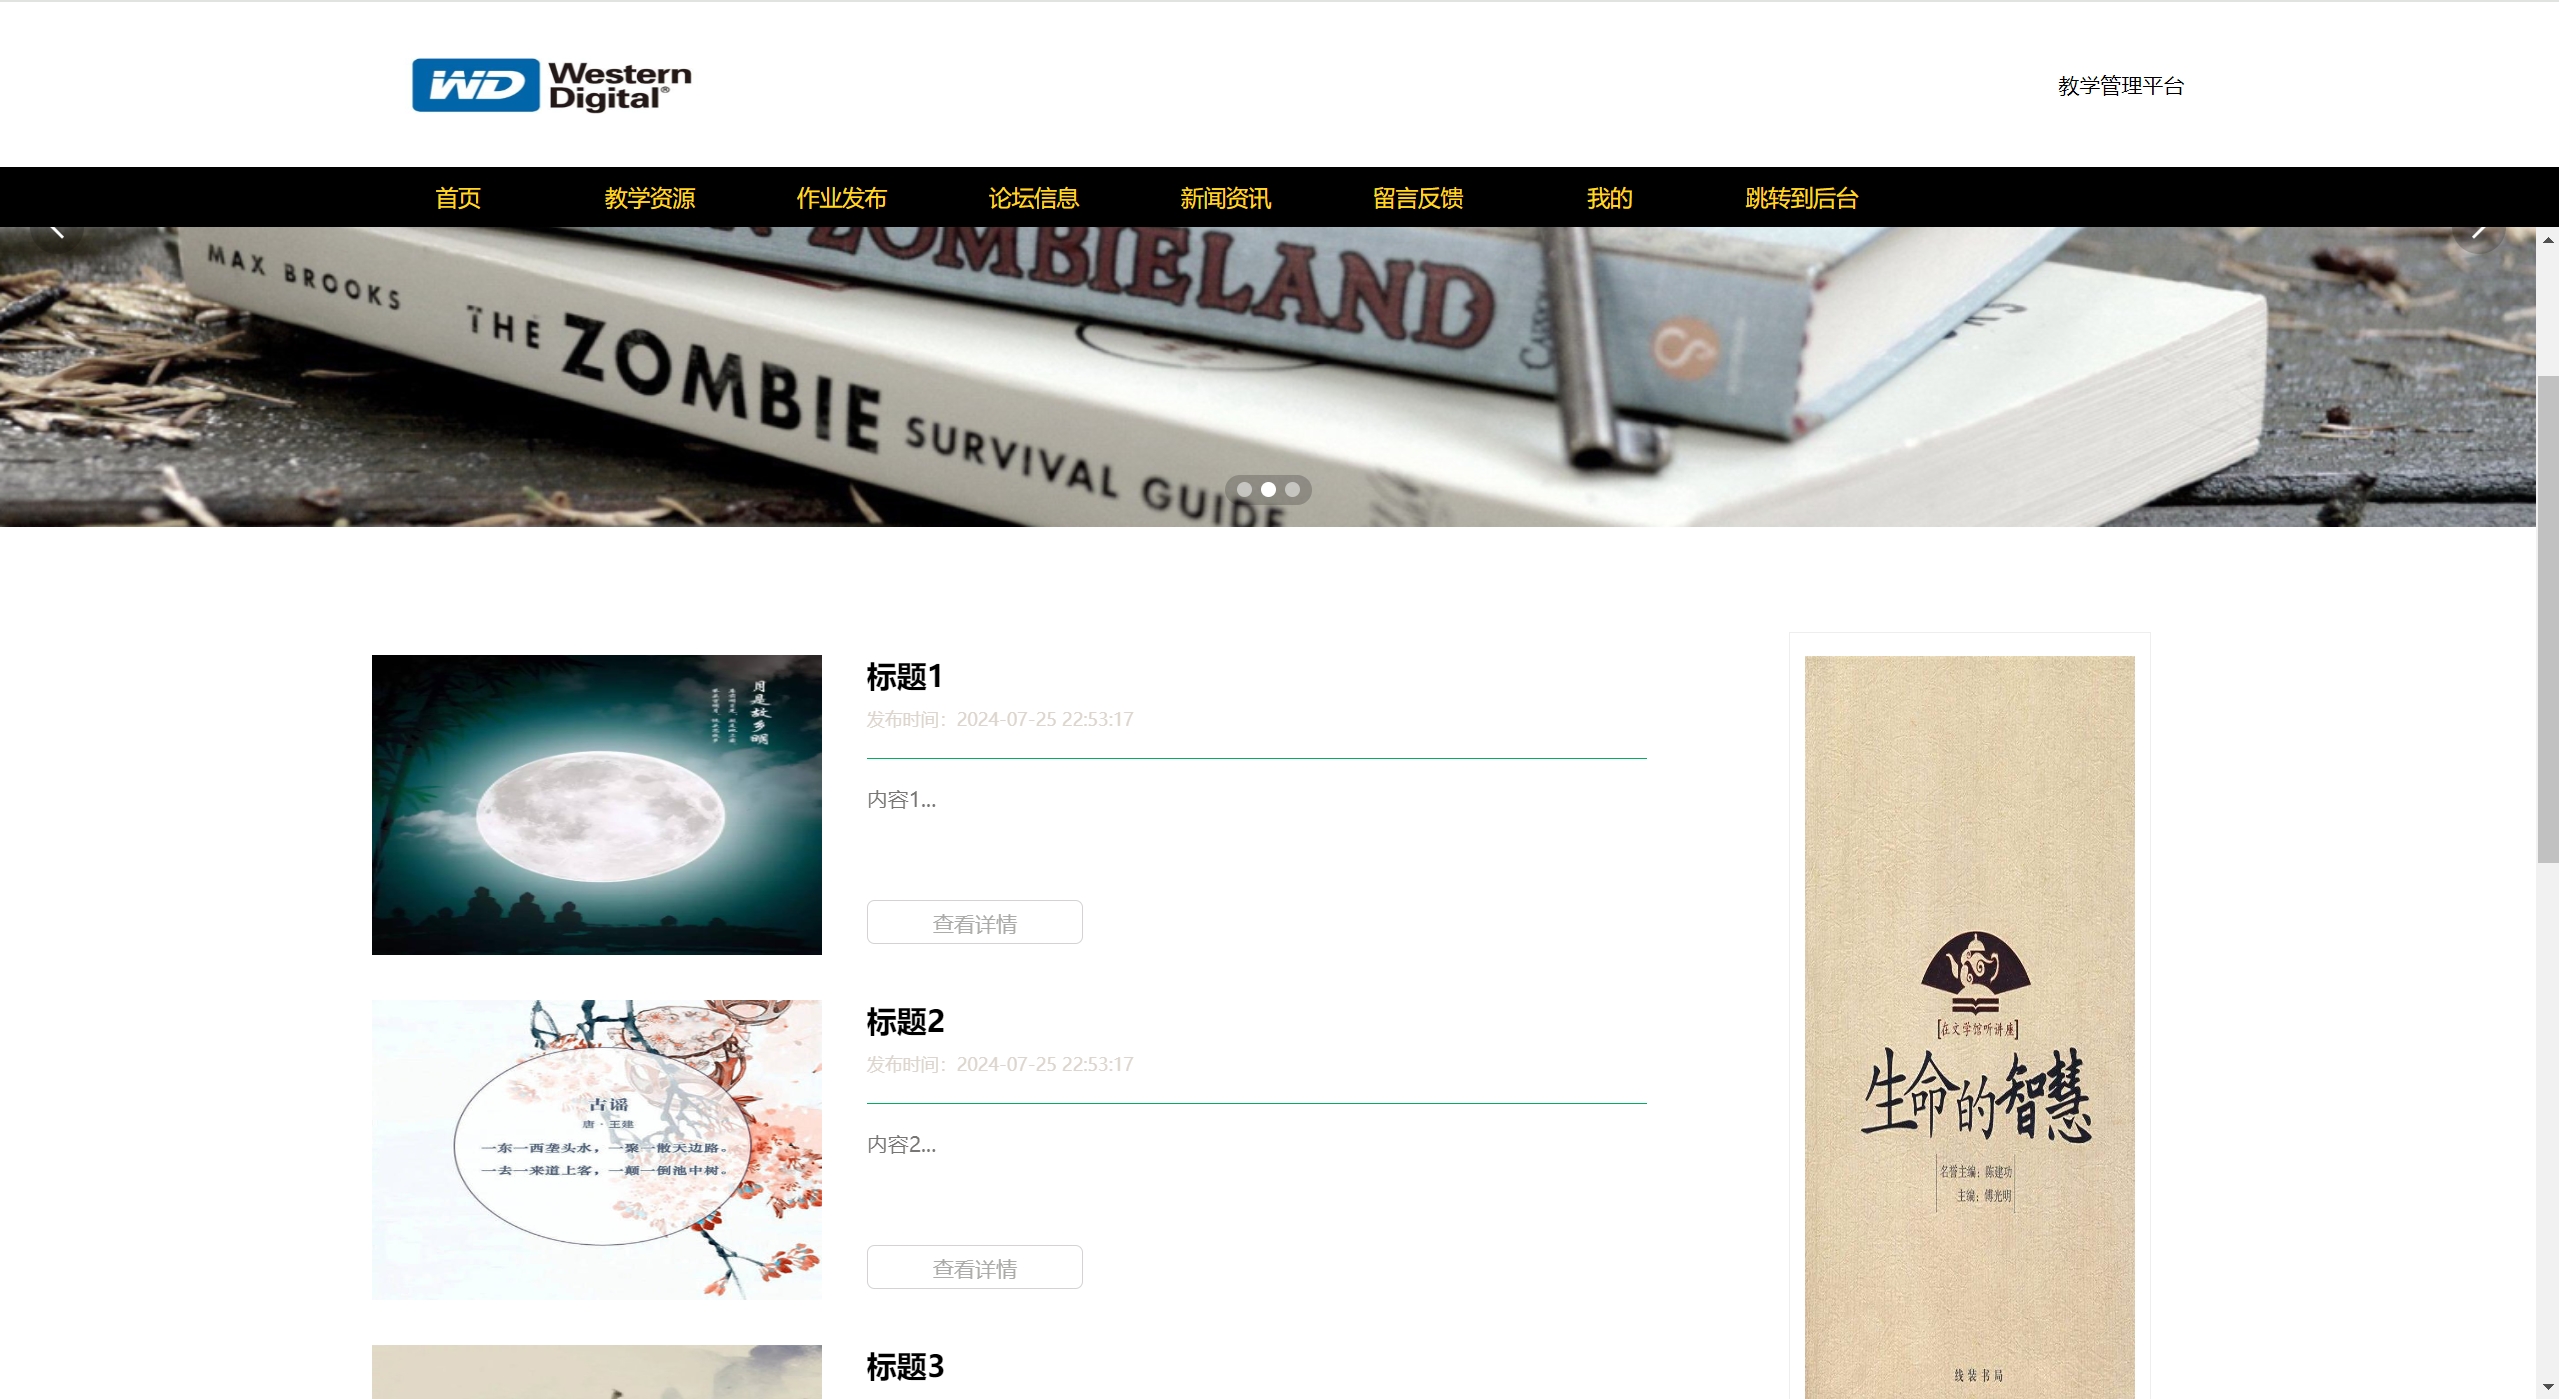 WD Western
Digital®
教学管理平台
首页 教学资源 作业发布 论坛信息 新闻资讯 留言反馈 我的 跳转到后台
ZOMBIELAND
MAX BROOKS THE ZOMBIE SURVIVAL GUIDE
月是故乡明
标题1
发布时间：2024-07-25 22:53:17
内容1...
查看详情
古谣
唐·王建
一东一西垄头水，一聚一散天边路。
一去一来道上客，一颠一倒池中树。
标题2
发布时间：2024-07-25 22:53:17
内容2...
查看详情
标题3
[在文学馆听讲座]
生命的智慧
名誉主编：陈建功
主编：傅光明
线装书局